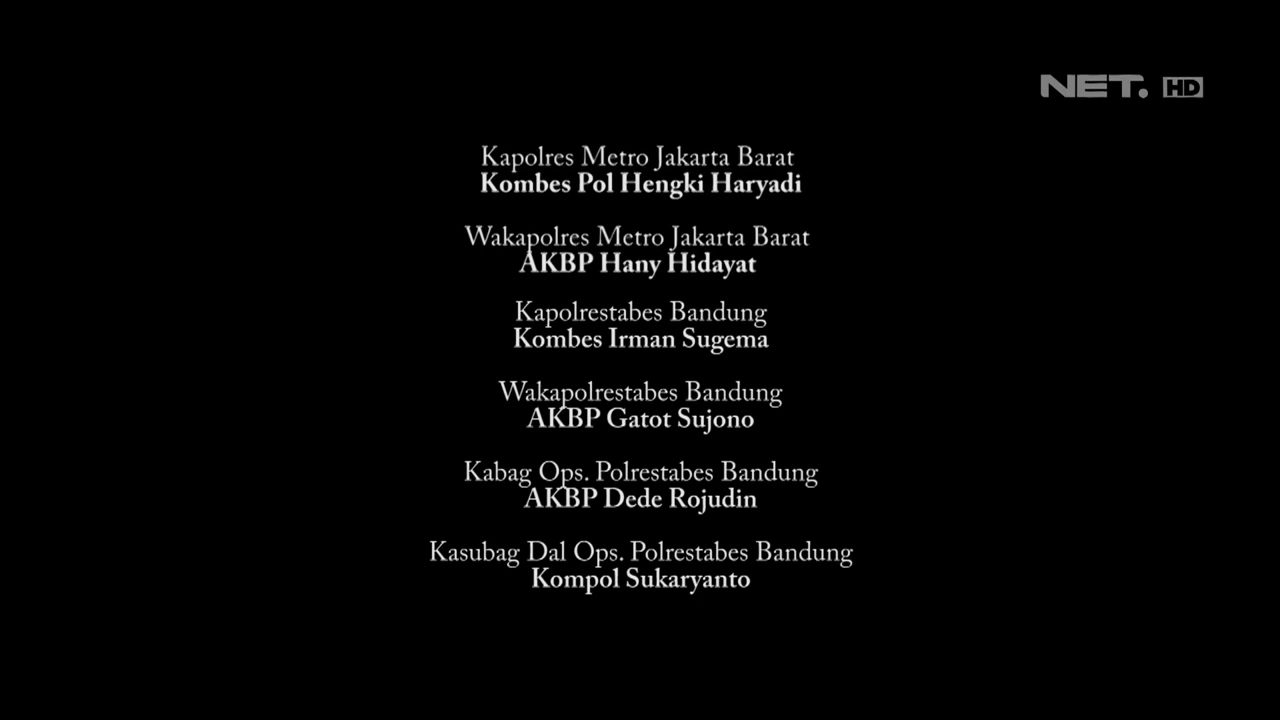 NET. HD
Kapolres Metro Jakarta Barat
Kombes Pol Hengki Haryadi
Wakapolres Metro Jakarta Barat
AKBP Hany Hidayat
Kapolrestabes Bandung
Kombes Irman Sugema
Wakapolrestabes Bandung
AKBP Gatot Sujono
Kabag Ops. Polrestabes Bandung
AKBP Dede Rojudin
Kasubag Dal Ops. Polrestabes Bandung
Kompol Sukaryanto